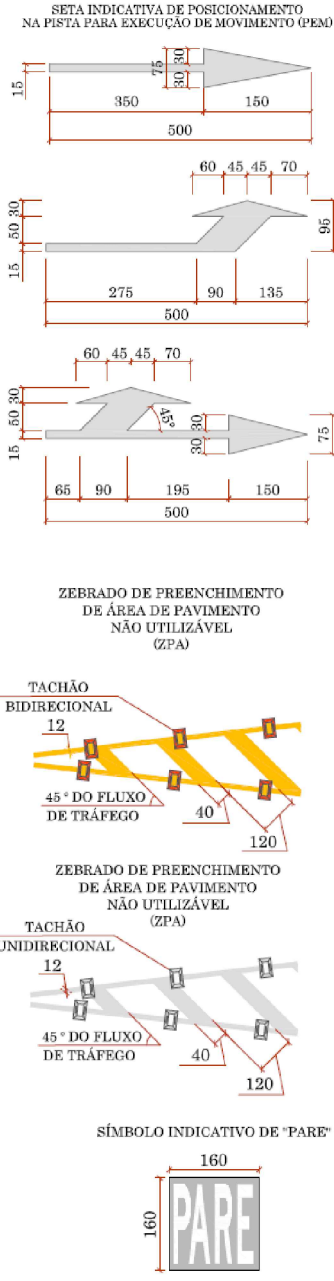 SETA INDICATIVA DE POSICIONAMENTO
NA PISTA PARA EXECUÇÃO DE MOVIMENTO (PEM)
15
75
30
30
350
150
500
60 45 45 70
30
50
15
95
275
90
135
500
60 45 45 70
30
50
15
45°
30
30
75
65
90
195
150
500
ZEBRADO DE PREENCHIMENTO
DE ÁREA DE PAVIMENTO
NÃO UTILIZÁVEL
(ZPA)
TACHÃO
BIDIRECIONAL
12
45 ° DO FLUXO
DE TRÁFEGO
40
120
ZEBRADO DE PREENCHIMENTO
DE ÁREA DE PAVIMENTO
NÃO UTILIZÁVEL
(ZPA)
TACHÃO
UNIDIRECIONAL
12
45 ° DO FLUXO
DE TRÁFEGO
40
120
SÍMBOLO INDICATIVO DE "PARE"
160
160
PARE